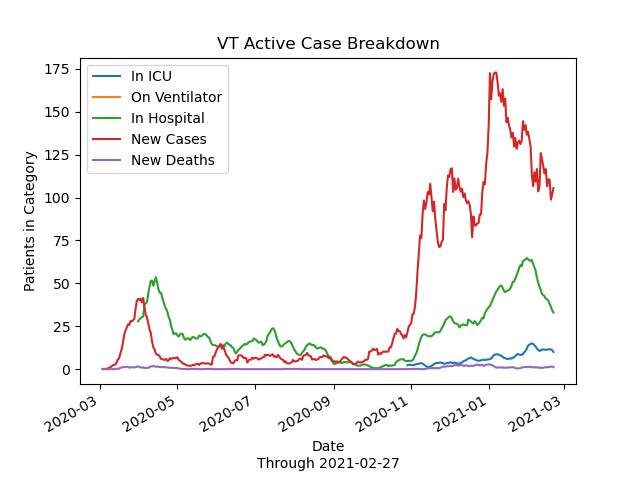 VT Active Case Breakdown
In ICU
On Ventilator
In Hospital
New Cases
New Deaths
Patients in Category
175
150
125
100
75
50
25
0
2020-03
2020-05
2020-07
2020-09
2020-11
2021-01
2021-03
Date
Through 2021-02-27